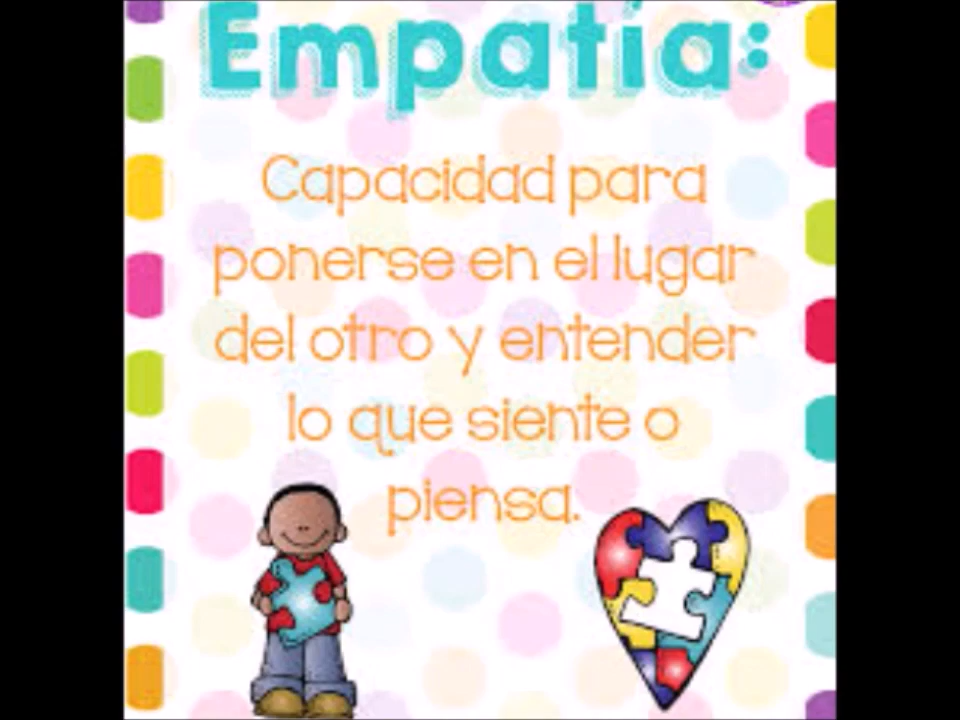 Empatía:
Capacidad para
ponerse en el lugar
del otro y entender
lo que siente o
piensa.